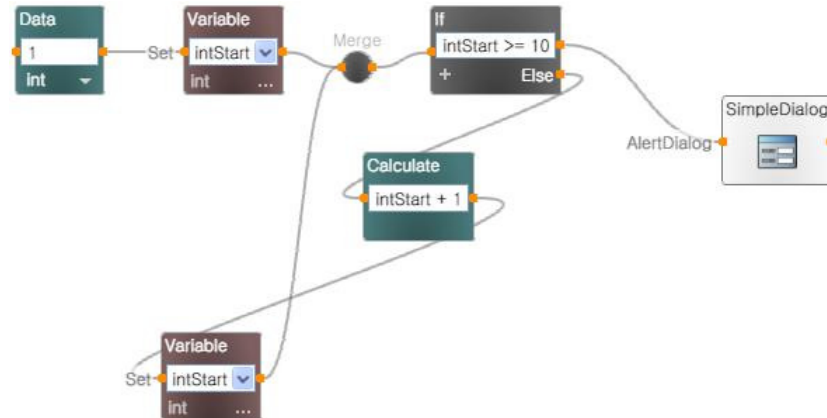 Data
1
int
Set
Variable
intStart
int ...
Merge
If
intStart >= 10
+ Else
SimpleDialog
AlertDialog
Calculate
intStart + 1
Variable
Set
intStart
int ...